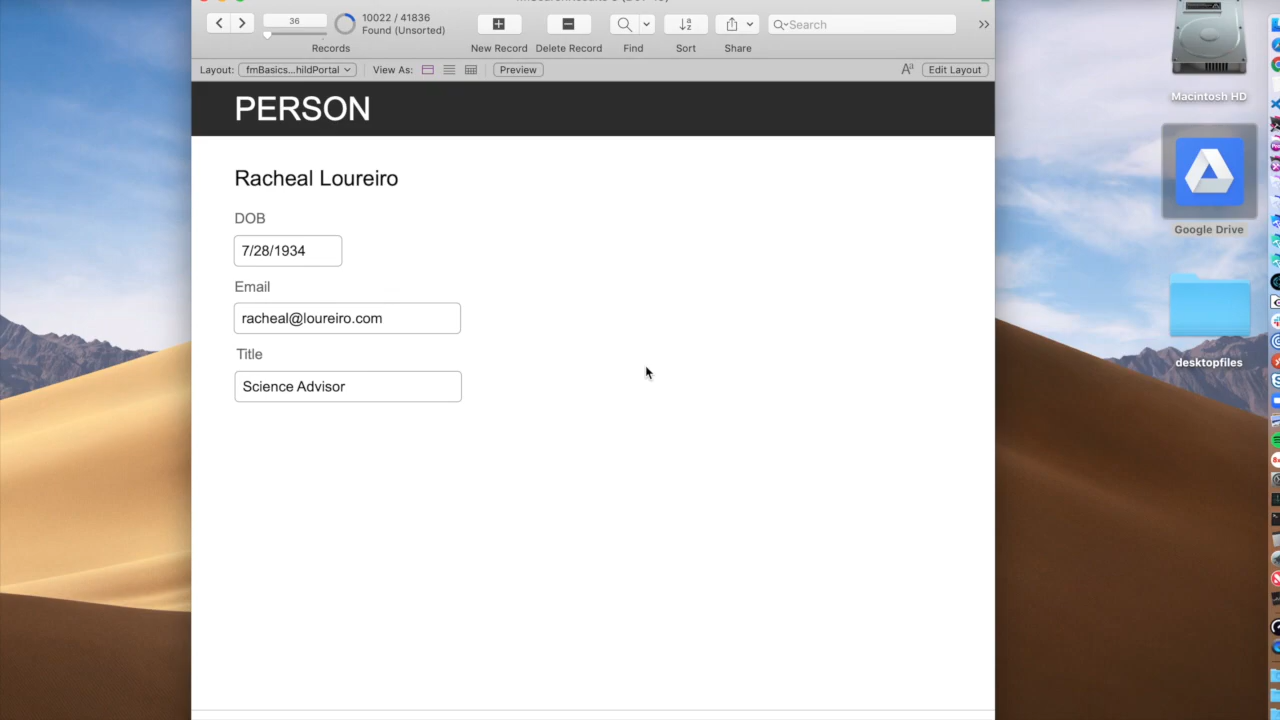 36
10022 / 41836
Found (Unsorted)
Search
Records
New Record
Delete Record
Find
Sort
Share
Layout:
fmBasics...hildPortal
View As:
Preview
Aª
Edit Layout
PERSON
Racheal Loureiro
DOB
7/28/1934
Email
racheal@loureiro.com
Title
Science Advisor
Macintosh HD
Google Drive
desktopfiles